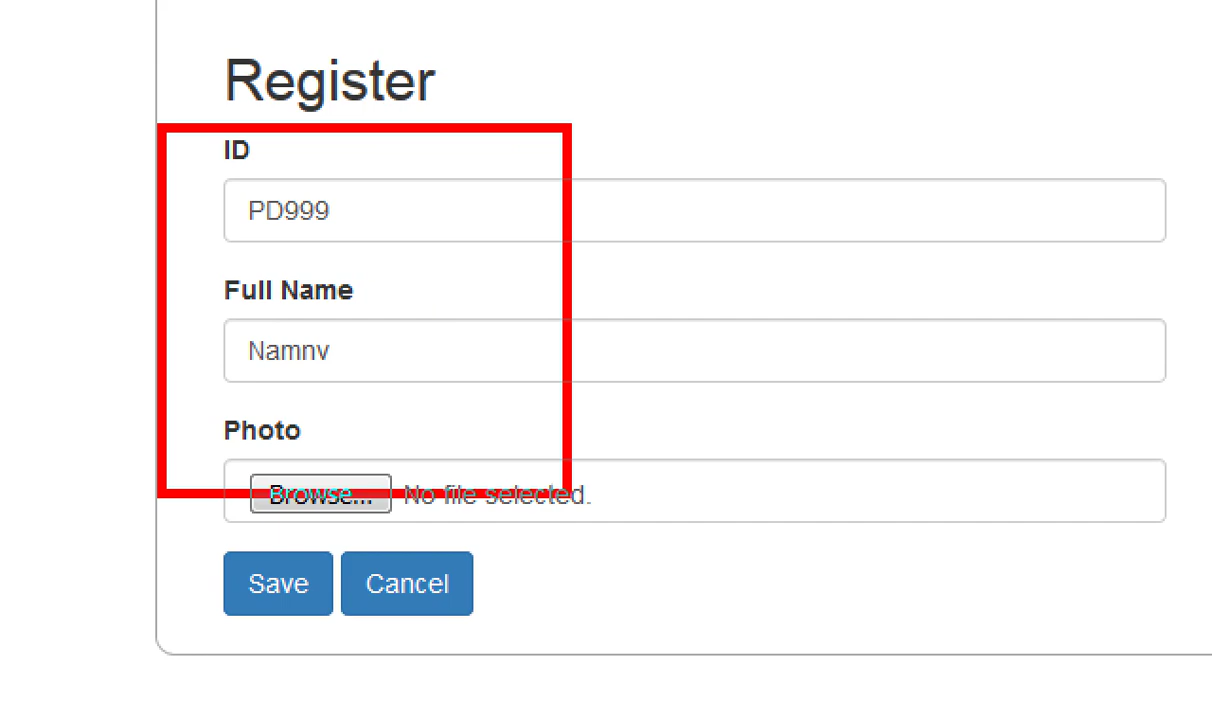 Register
ID
PD999
Full Name
Namnv
Photo
Browse... No file selected.
Save Cancel